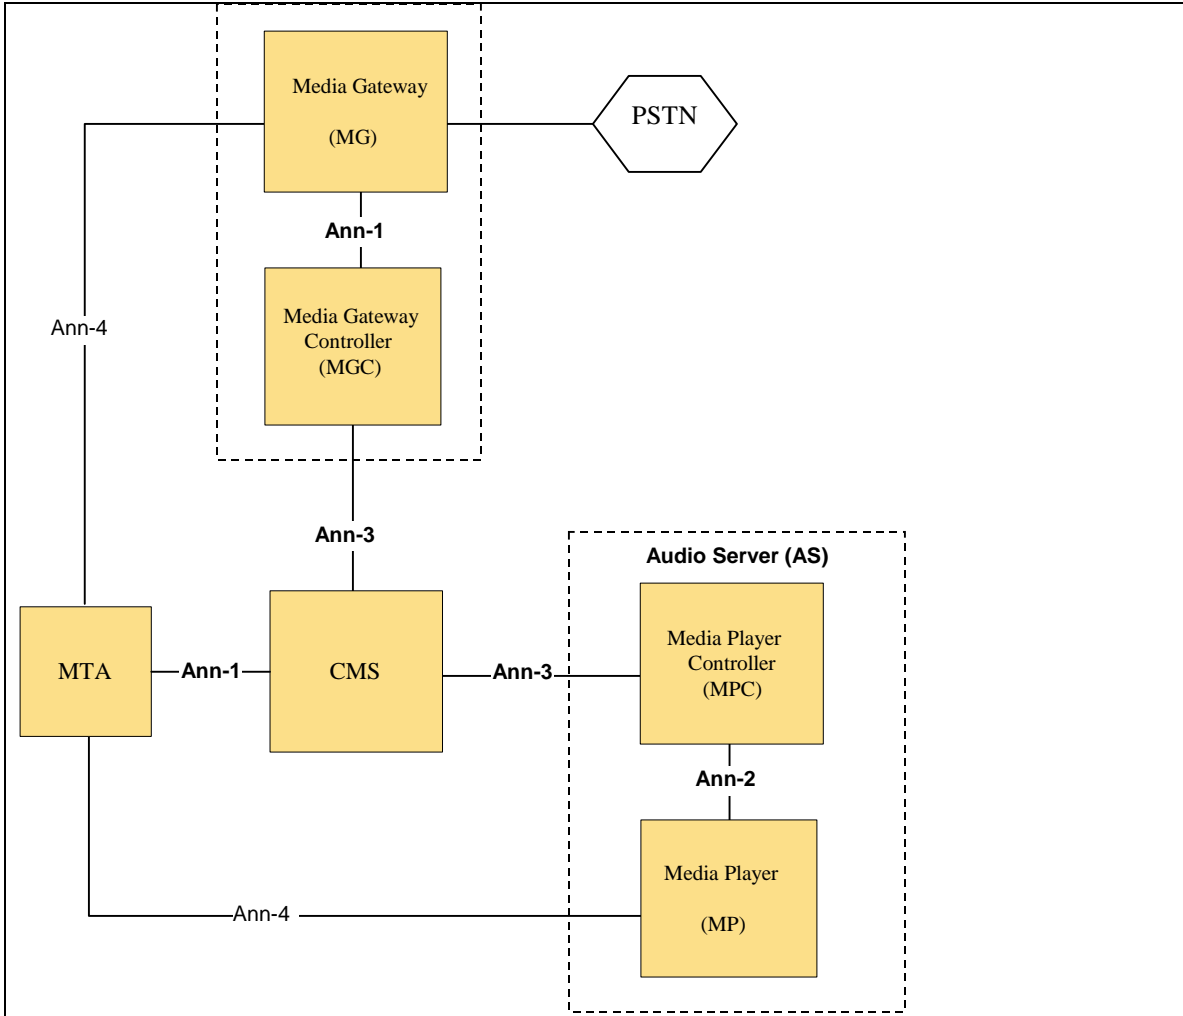 Media Gateway
(MG)
PSTN
Ann-1
Media Gateway
Controller
(MGC)
Ann-4
Ann-3
Audio Server (AS)
MTA
Ann-1
CMS
Ann-3
Media Player
Controller
(MPC)
Ann-2
Media Player
(MP)
Ann-4